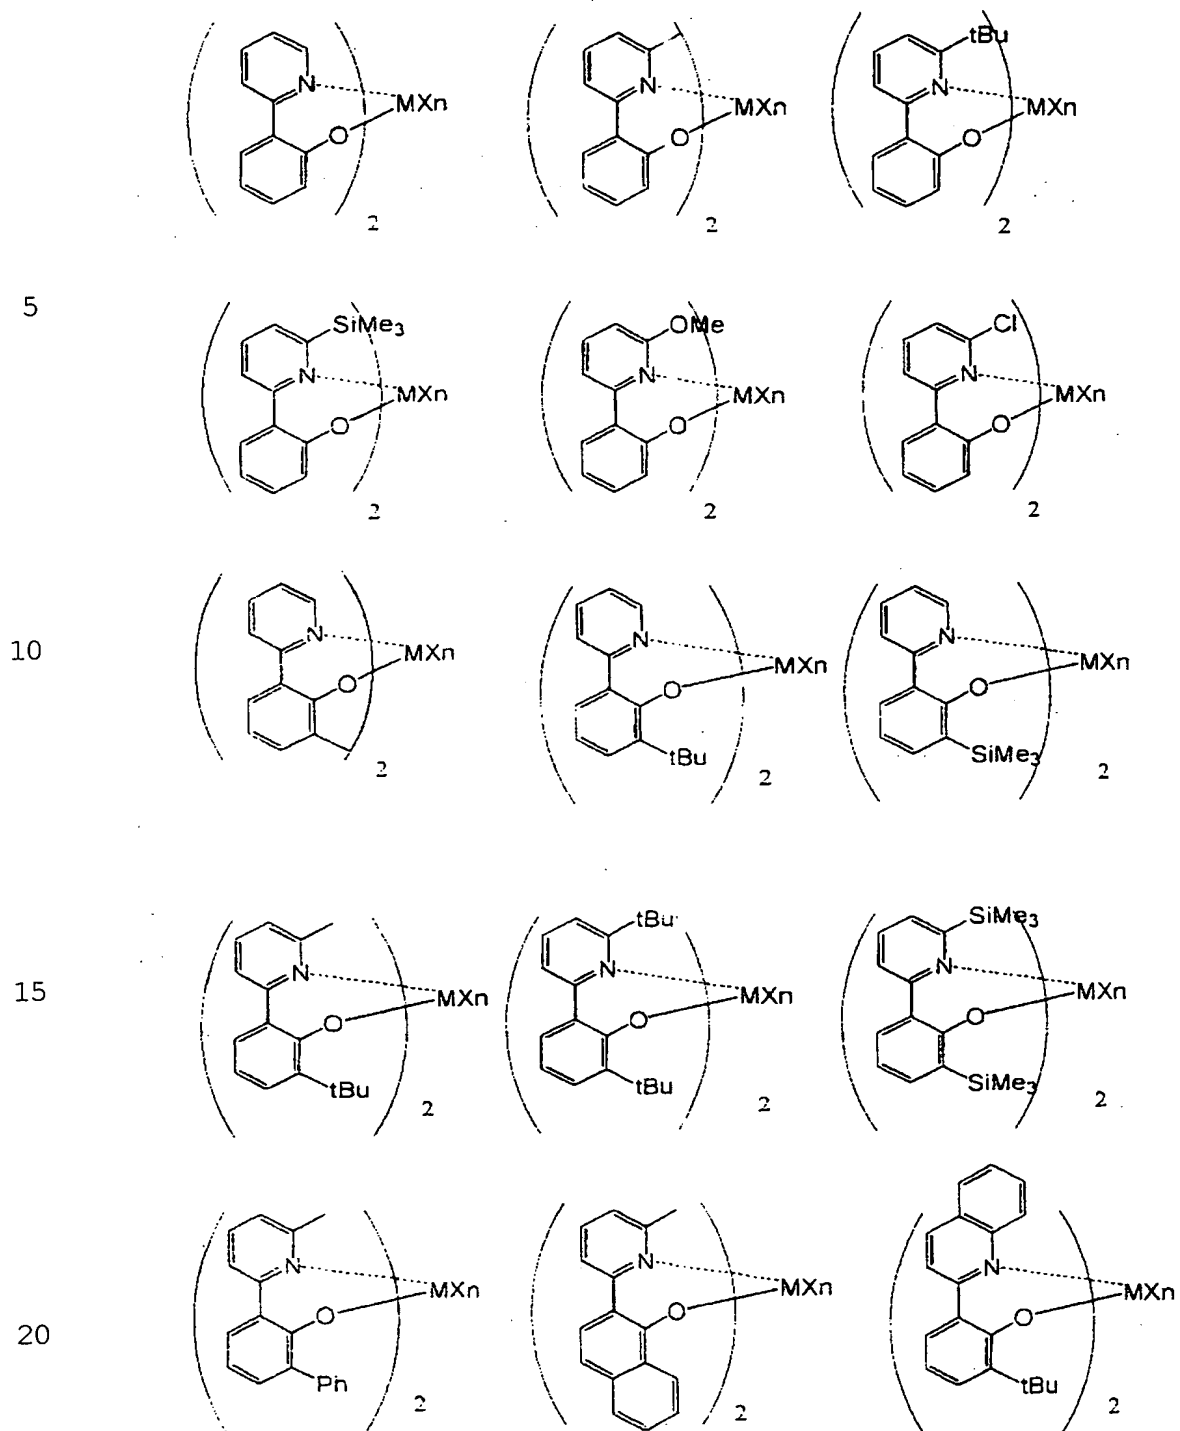 tBu
N N N
MXn MXn MXn
O O O
2 2 2
5
SiMe3 OMe Cl
N N N
MXn MXn MXn
O O O
2 2 2
N N N
10
MXn MXn MXn
O O O
tBu SiMe3
2 2 2
tBu SiMe3
N N N
15
MXn MXn MXn
O O O
tBu tBu SiMe3
2 2 2
N N N
MXn MXn MXn
O O O
20
Ph tBu
2 2 2